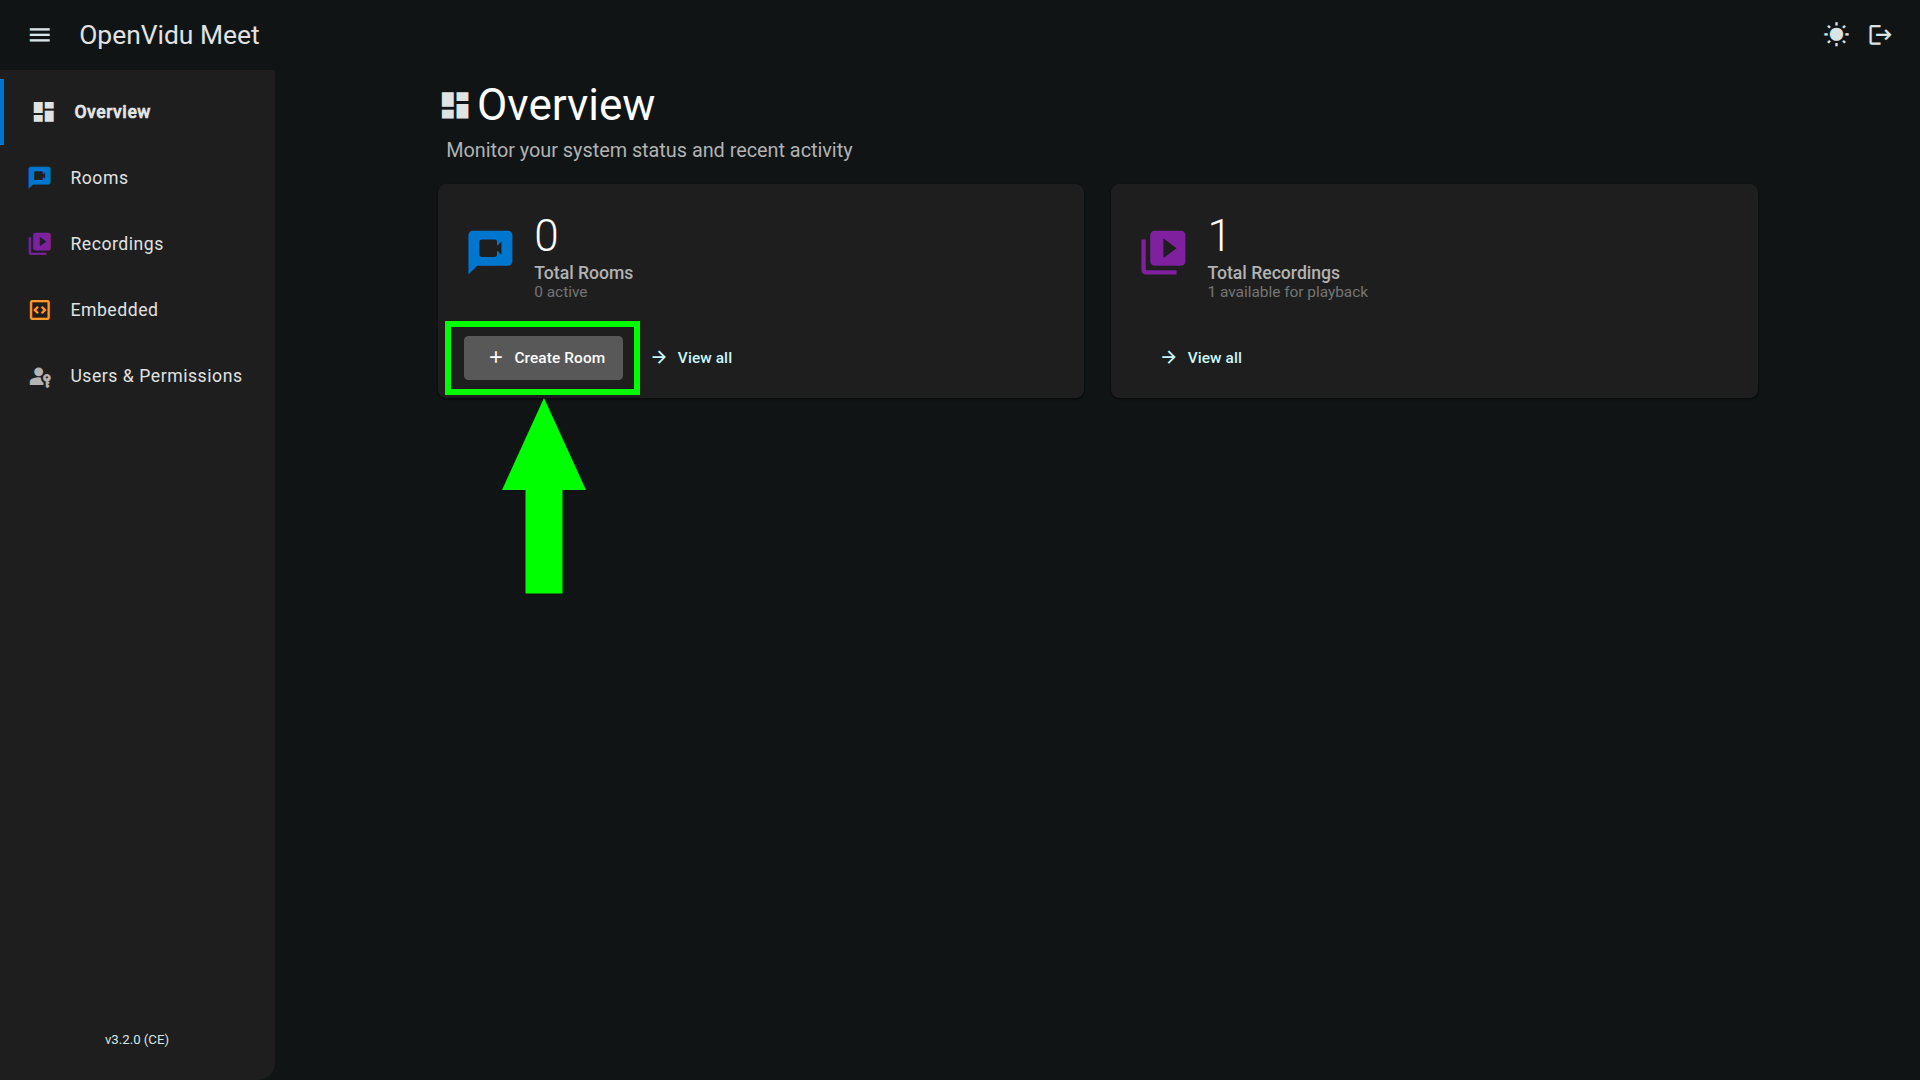 OpenVidu Meet
Overview
Rooms
Recordings
Embedded
Users & Permissions
v3.2.0 (CE)
Overview
Monitor your system status and recent activity
0
Total Rooms
0 active
Create Room
View all
1
Total Recordings
1 available for playback
View all